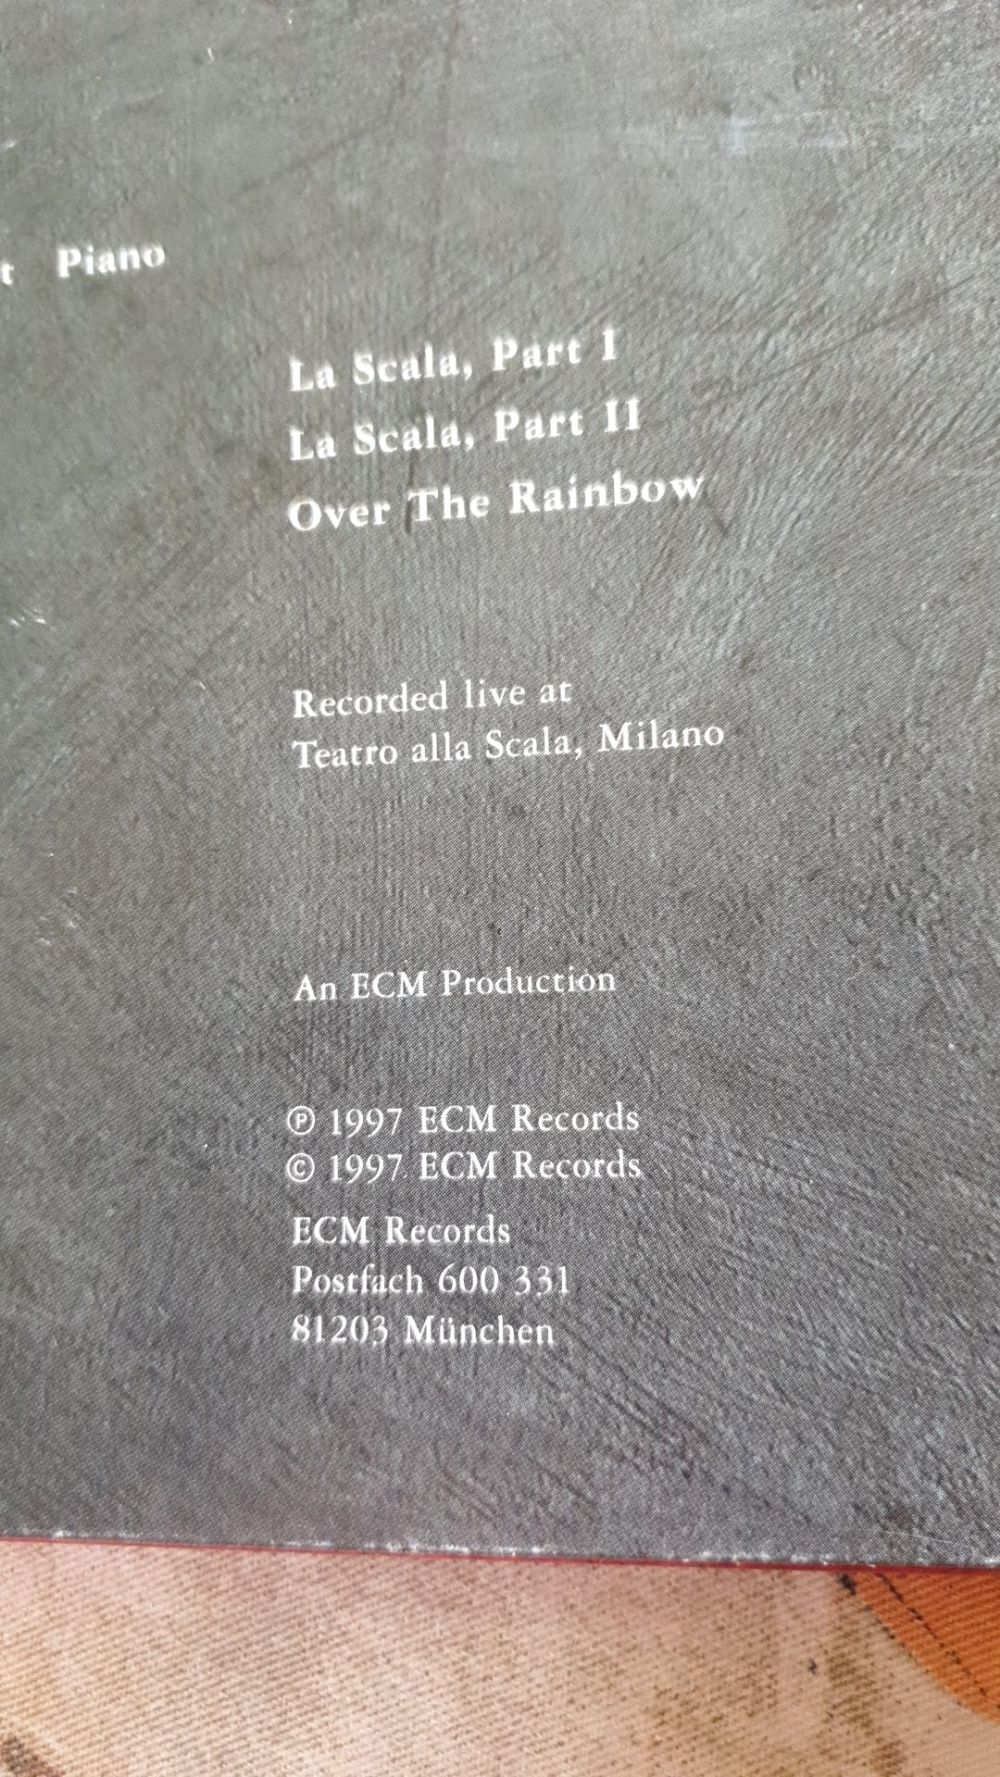 t Piano
La Scala, Part I
La Scala, Part II
Over The Rainbow
Recorded live at
Teatro alla Scala, Milano
An ECM Production
℗ 1997 ECM Records
© 1997 ECM Records
ECM Records
Postfach 600 331
81203 München